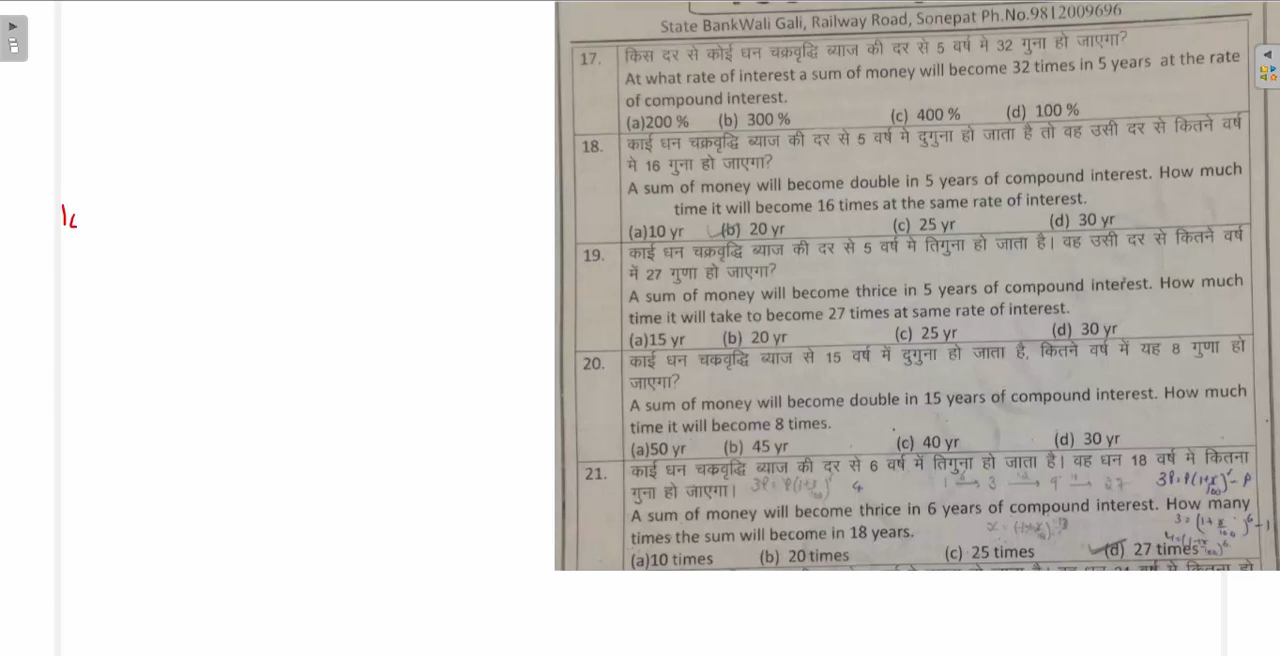 State BankWali Gali, Railway Road, Sonepat Ph.No.9812009696
17. किस दर से कोई धन चक्रवृद्धि ब्याज की दर से 5 वर्ष मे 32 गुना हो जाएगा?
At what rate of interest a sum of money will become 32 times in 5 years at the rate
of compound interest.
(a)200 % (b) 300 % (c) 400 % (d) 100 %
18. काई धन चक्रवृद्धि ब्याज की दर से 5 वर्ष मे दुगुना हो जाता है तो वह उसी दर से कितने वर्ष
मे 16 गुना हो जाएगा?
A sum of money will become double in 5 years of compound interest. How much
time it will become 16 times at the same rate of interest.
(a)10 yr (b) 20 yr (c) 25 yr (d) 30 yr
19. काई धन चक्रवृद्धि ब्याज की दर से 5 वर्ष मे तिगुना हो जाता है। वह उसी दर से कितने वर्ष
में 27 गुणा हो जाएगा?
A sum of money will become thrice in 5 years of compound interest. How much
time it will take to become 27 times at same rate of interest.
(a)15 yr (b) 20 yr (c) 25 yr (d) 30 yr
20. काई धन चकवृद्धि ब्याज से 15 वर्ष में दुगुना हो जाता है, कितने वर्ष में यह 8 गुणा हो
जाएगा?
A sum of money will become double in 15 years of compound interest. How much
time it will become 8 times.
(a)50 yr (b) 45 yr (c) 40 yr (d) 30 yr
21. काई धन चकवृद्धि ब्याज की दर से 6 वर्ष में तिगुना हो जाता है। वह धन 18 वर्ष मे कितना
गुना हो जाएगा।
A sum of money will become thrice in 6 years of compound interest. How many
times the sum will become in 18 years.
(a)10 times (b) 20 times (c) 25 times (d) 27 times